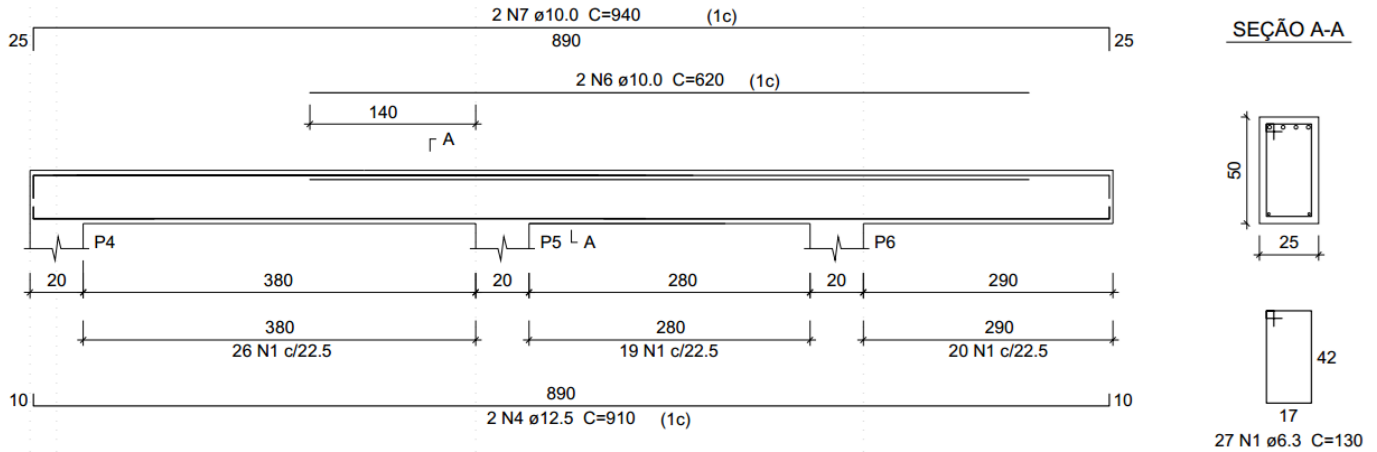 2 N7 ø10.0 C=940 (1c)
25 890 25
SEÇÃO A-A
2 N6 ø10.0 C=620 (1c)
140
A
50
25
P4 P5 A P6
20 380 20 280 20 290
380 280 290
26 N1 c/22.5 19 N1 c/22.5 20 N1 c/22.5
42
17
27 N1 ø6.3 C=130
10 890 10
2 N4 ø12.5 C=910 (1c)